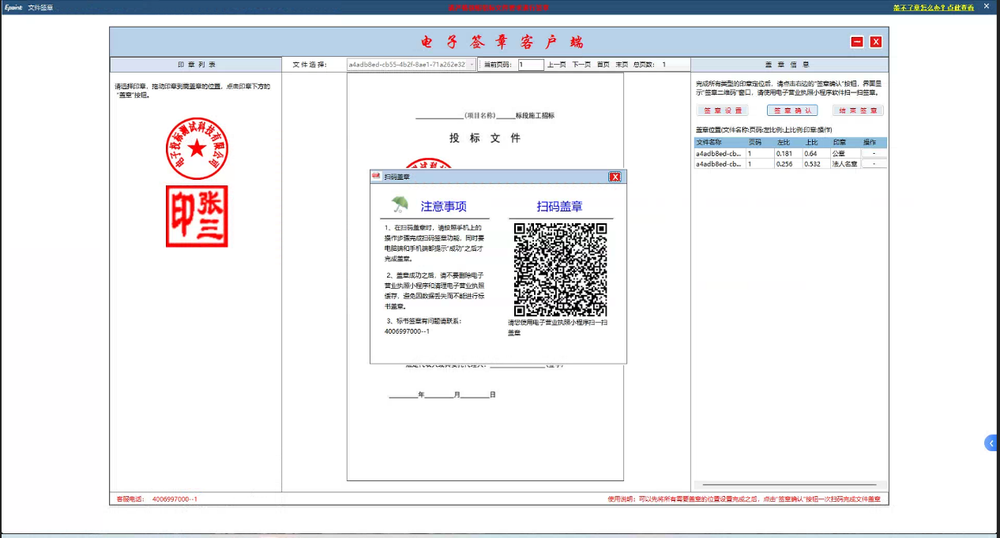 Epoint 文件签章
盖不了章怎么办？点此查看
电子签章客户端
印章列表
文件选择：
a4adb8ed-cb55-4b2f-8ae1-71a262e32
当前页码：
1
上一页 下一页 首页 末页 总页数： 1
盖章信息
请选择印章，拖动印章到需盖章的位置，点击印章下方的
“盖章”按钮。
电子投标测试科技有限公司
张三印
____(项目名称)____标段施工招标
投标文件
扫码盖章
注意事项
1、在扫码盖章时，请按照手机上的
操作步骤完成扫码签章功能，同时要
电脑端和手机端都提示“成功”之后才
完成盖章。
2、盖章成功之后，请不要删除电子
营业执照小程序和清理电子营业执照
缓存，避免因数据丢失而不能进行标
书盖章。
3、标书签章有问题请联系：
4006997000--1
扫码盖章
请您使用电子营业执照小程序扫一扫
盖章
____年____月____日
完成所有类型的印章定位后，请点击右边的“签章确认”按钮，界面显
示“签章二维码”窗口，请使用电子营业执照小程序软件扫一扫签章。
签章设置 签章确认 结束签章
盖章位置(文件名称:页码:左比例:上比例:印章:操作)
文件名称 页码 左比 上比 印章 操作
a4adb8ed-cb... 1 0.181 0.64 公章 -
a4adb8ed-cb... 1 0.256 0.532 法人名章 -
客服电话： 4006997000--1
使用说明：可以先将所有需要盖章的位置设置完成之后，点击“签章确认”按钮一次扫码完成文件盖章